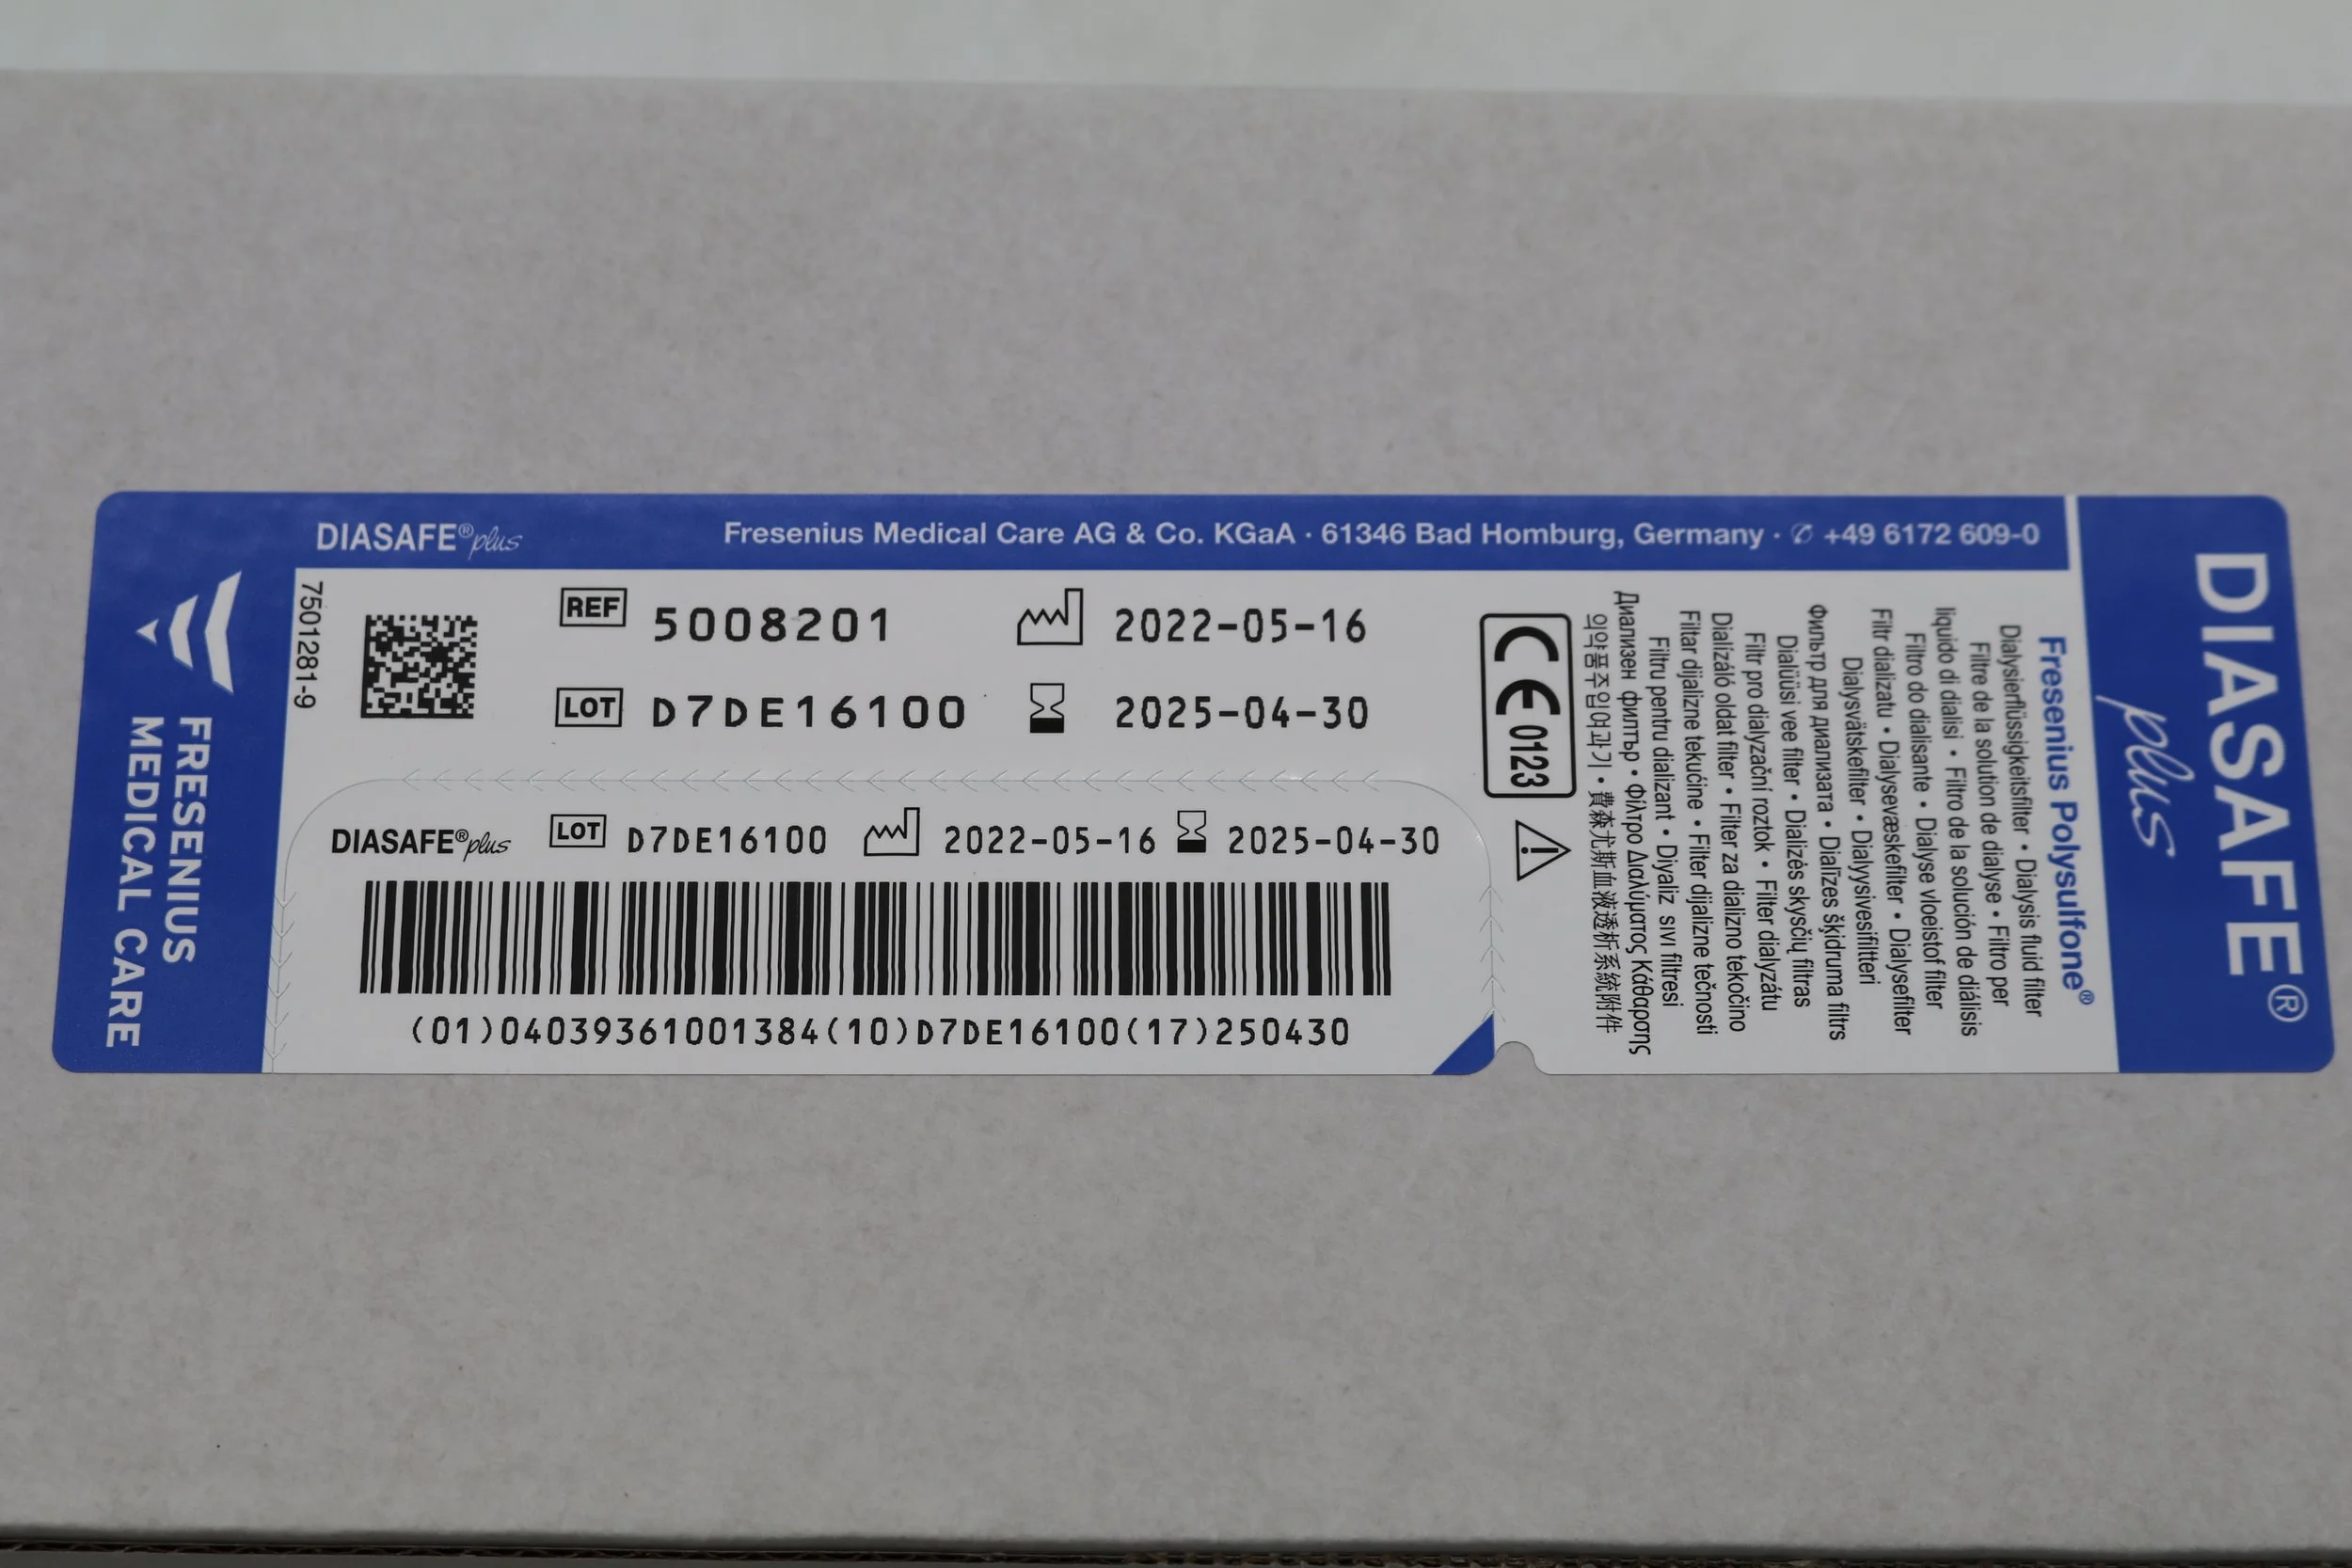 DIASAFE® plus
Fresenius Medical Care AG & Co. KGaA · 61346 Bad Homburg, Germany · ✆ +49 6172 609-0
FRESENIUS
MEDICAL CARE
7501281-9
REF 5008201 2022-05-16
LOT D7DE16100 2025-04-30
DIASAFE® plus LOT D7DE16100 2022-05-16 2025-04-30
(01)04039361001384(10)D7DE16100(17)250430
CE 0123
DIASAFE®
plus
Fresenius Polysulfone®
Dialysierflüssigkeitsfilter • Dialysis fluid filter
Filtre de la solution de dialyse • Filtro per
liquido di dialisi • Filtro de la solución de diálisis
Filtro do dialisante • Dialyse vloeistof filter
Filtr dializatu • Dialysevæskefilter • Dialysefilter
Dialysvätskefilter • Dialyysivesifiltteri
Фильтр для диализата • Dialīzes šķidruma filtrs
Dialüüsi vee filter • Dializės skysčių filtras
Filtr pro dialyzační roztok • Filter dialyzátu
Dializáló oldat filter • Filter za dializno tekočino
Filtar dijalizne tekućine • Filter dijalizne tečnosti
Filtru pentru dializant • Diyaliz sıvı filtresi
Диализен филтър • Φίλτρο Διαλύματος Κάθαρσης
의약품주입여과기 • 費森尤斯血液透析系統附件